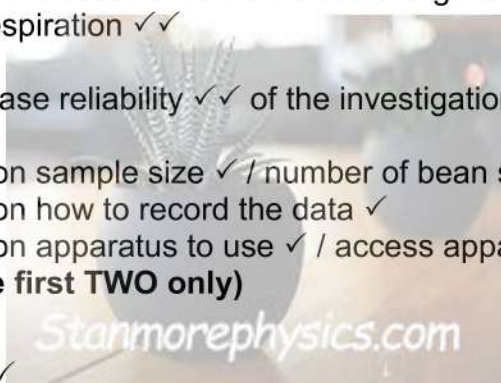 spiration ✓✓
ase reliability ✓✓ of the investigation
on sample size ✓ / number of bean s
on how to record the data ✓
on apparatus to use ✓ / access appa
e first TWO only)
Stanmorephysics.com
✓